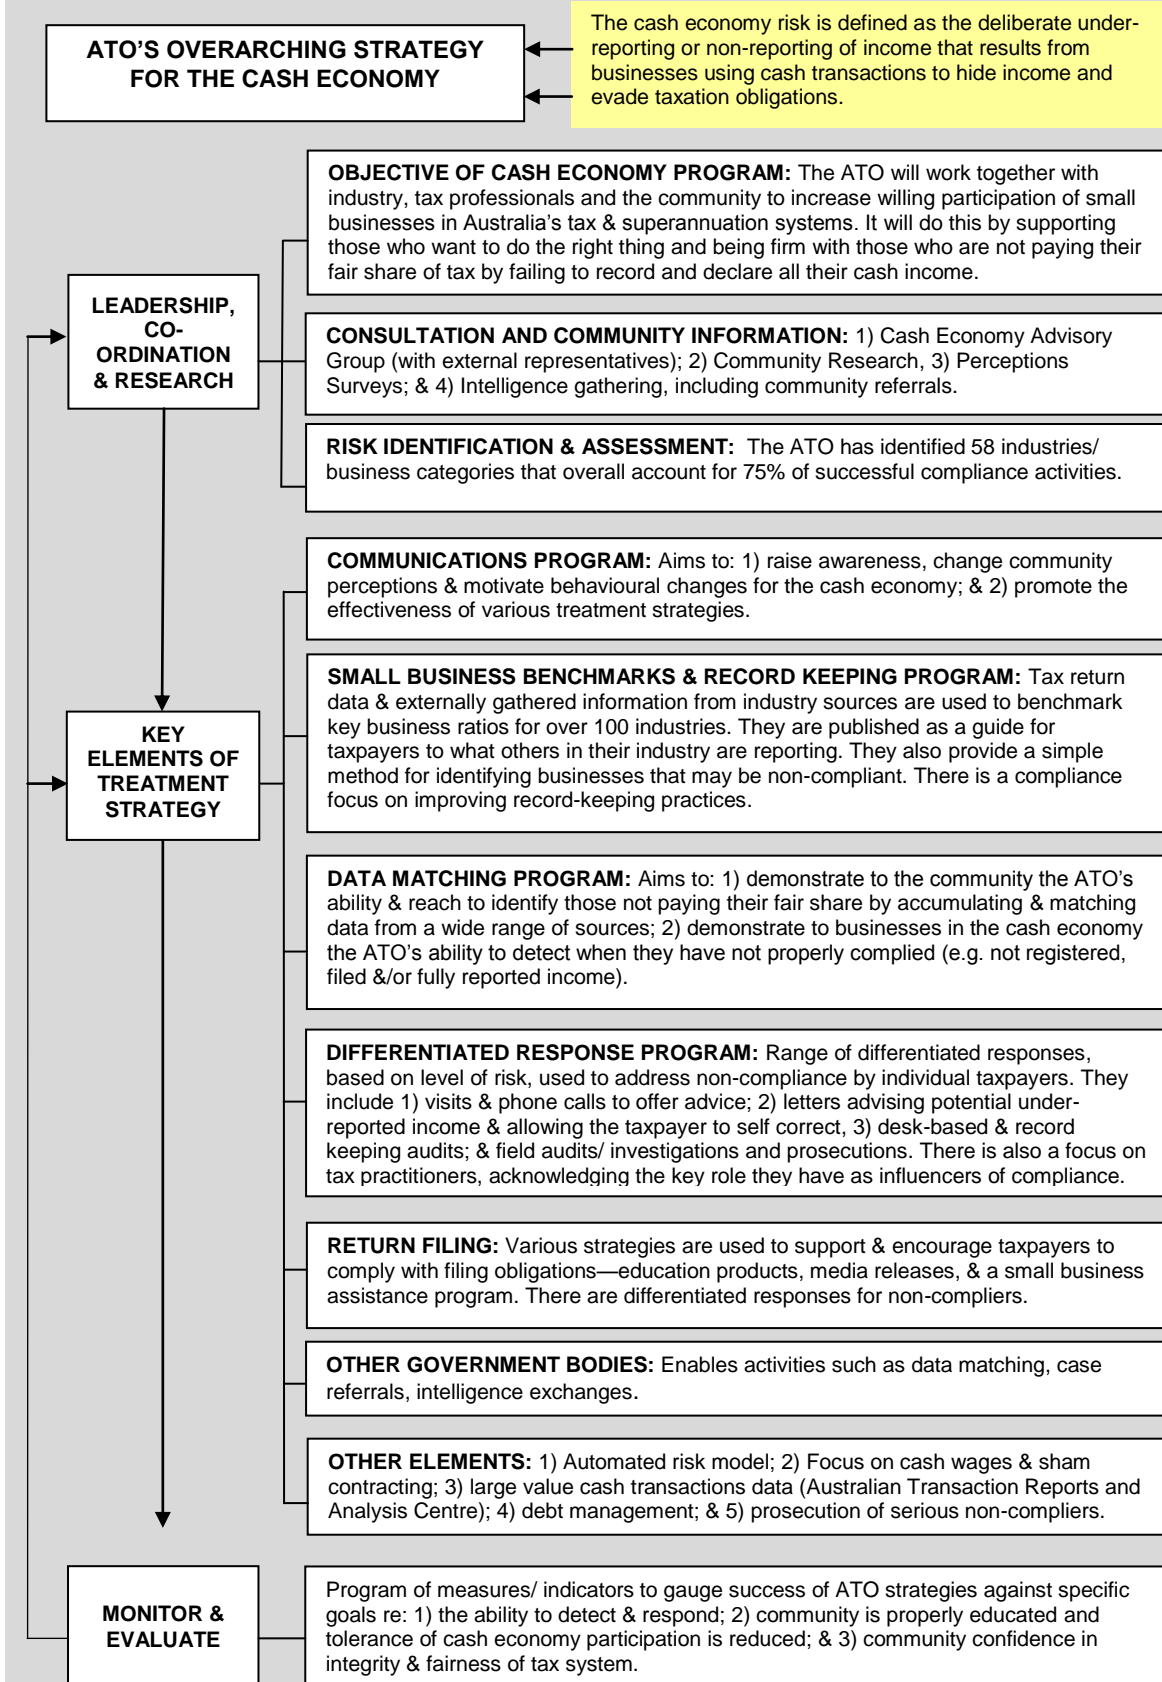 ATO'S OVERARCHING STRATEGY
FOR THE CASH ECONOMY
The cash economy risk is defined as the deliberate under-
reporting or non-reporting of income that results from
businesses using cash transactions to hide income and
evade taxation obligations.
LEADERSHIP,
CO-
ORDINATION
& RESEARCH
OBJECTIVE OF CASH ECONOMY PROGRAM: The ATO will work together with
industry, tax professionals and the community to increase willing participation of small
businesses in Australia's tax & superannuation systems. It will do this by supporting
those who want to do the right thing and being firm with those who are not paying their
fair share of tax by failing to record and declare all their cash income.
CONSULTATION AND COMMUNITY INFORMATION: 1) Cash Economy Advisory
Group (with external representatives); 2) Community Research, 3) Perceptions
Surveys; & 4) Intelligence gathering, including community referrals.
RISK IDENTIFICATION & ASSESSMENT: The ATO has identified 58 industries/
business categories that overall account for 75% of successful compliance activities.
KEY
ELEMENTS OF
TREATMENT
STRATEGY
COMMUNICATIONS PROGRAM: Aims to: 1) raise awareness, change community
perceptions & motivate behavioural changes for the cash economy; & 2) promote the
effectiveness of various treatment strategies.
SMALL BUSINESS BENCHMARKS & RECORD KEEPING PROGRAM: Tax return
data & externally gathered information from industry sources are used to benchmark
key business ratios for over 100 industries. They are published as a guide for
taxpayers to what others in their industry are reporting. They also provide a simple
method for identifying businesses that may be non-compliant. There is a compliance
focus on improving record-keeping practices.
DATA MATCHING PROGRAM: Aims to: 1) demonstrate to the community the ATO's
ability & reach to identify those not paying their fair share by accumulating & matching
data from a wide range of sources; 2) demonstrate to businesses in the cash economy
the ATO's ability to detect when they have not properly complied (e.g. not registered,
filed &/or fully reported income).
DIFFERENTIATED RESPONSE PROGRAM: Range of differentiated responses,
based on level of risk, used to address non-compliance by individual taxpayers. They
include 1) visits & phone calls to offer advice; 2) letters advising potential under-
reported income & allowing the taxpayer to self correct, 3) desk-based & record
keeping audits; & field audits/ investigations and prosecutions. There is also a focus on
tax practitioners, acknowledging the key role they have as influencers of compliance.
RETURN FILING: Various strategies are used to support & encourage taxpayers to
comply with filing obligations—education products, media releases, & a small business
assistance program. There are differentiated responses for non-compliers.
OTHER GOVERNMENT BODIES: Enables activities such as data matching, case
referrals, intelligence exchanges.
OTHER ELEMENTS: 1) Automated risk model; 2) Focus on cash wages & sham
contracting; 3) large value cash transactions data (Australian Transaction Reports and
Analysis Centre); 4) debt management; & 5) prosecution of serious non-compliers.
MONITOR &
EVALUATE
Program of measures/ indicators to gauge success of ATO strategies against specific
goals re: 1) the ability to detect & respond; 2) community is properly educated and
tolerance of cash economy participation is reduced; & 3) community confidence in
integrity & fairness of tax system.